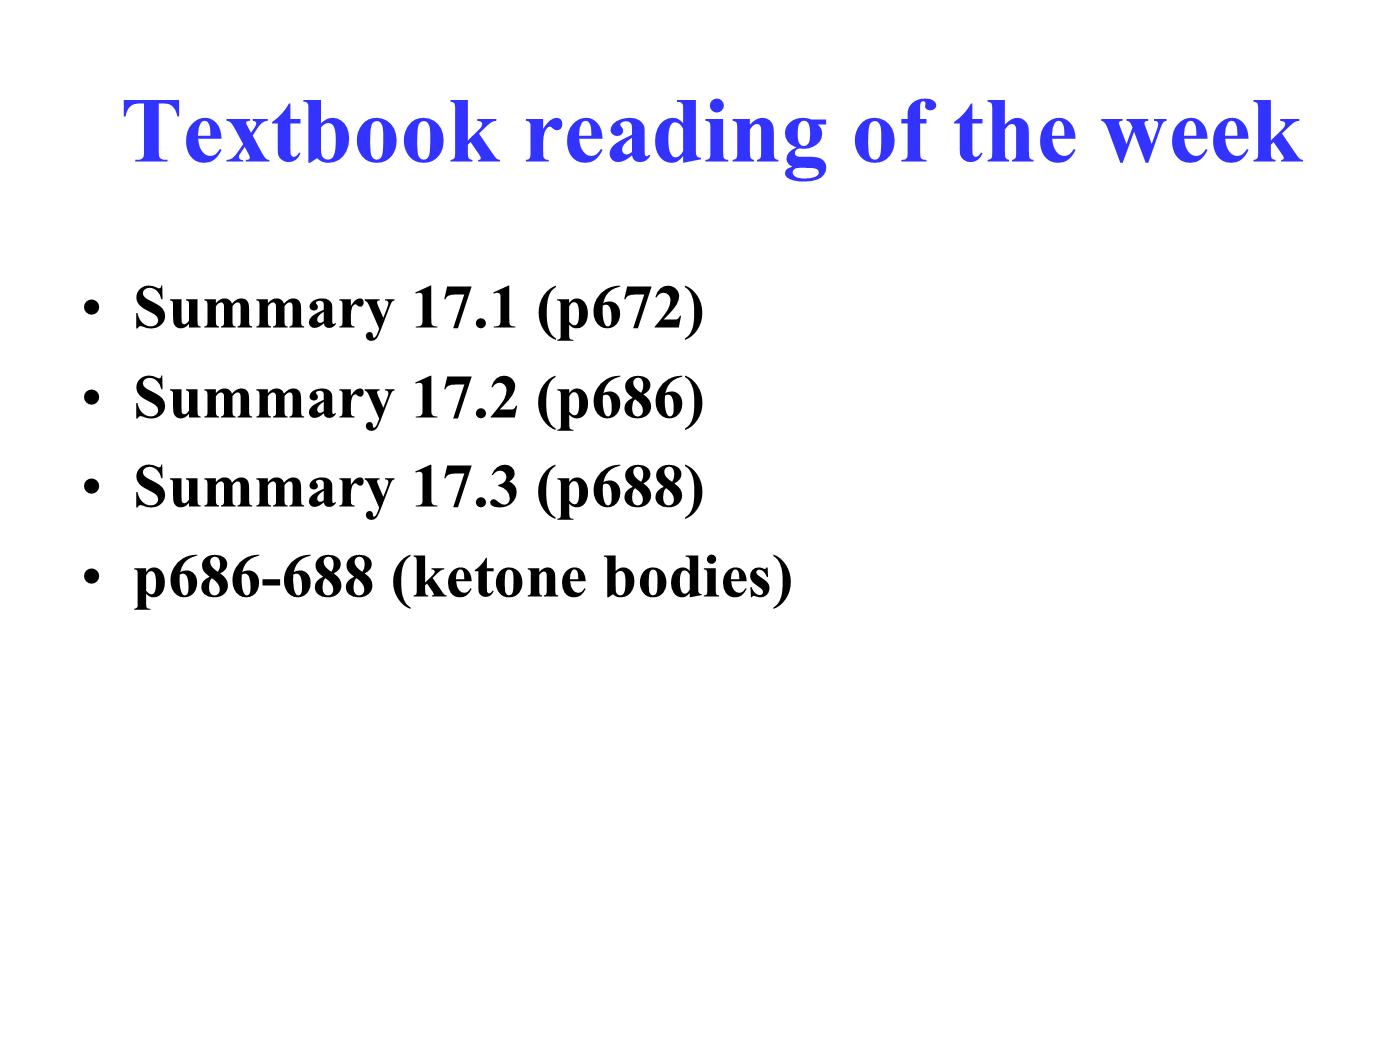 Textbook reading of the week
• Summary 17.1 (p672)
• Summary 17.2 (p686)
• Summary 17.3 (p688)
• p686-688 (ketone bodies)